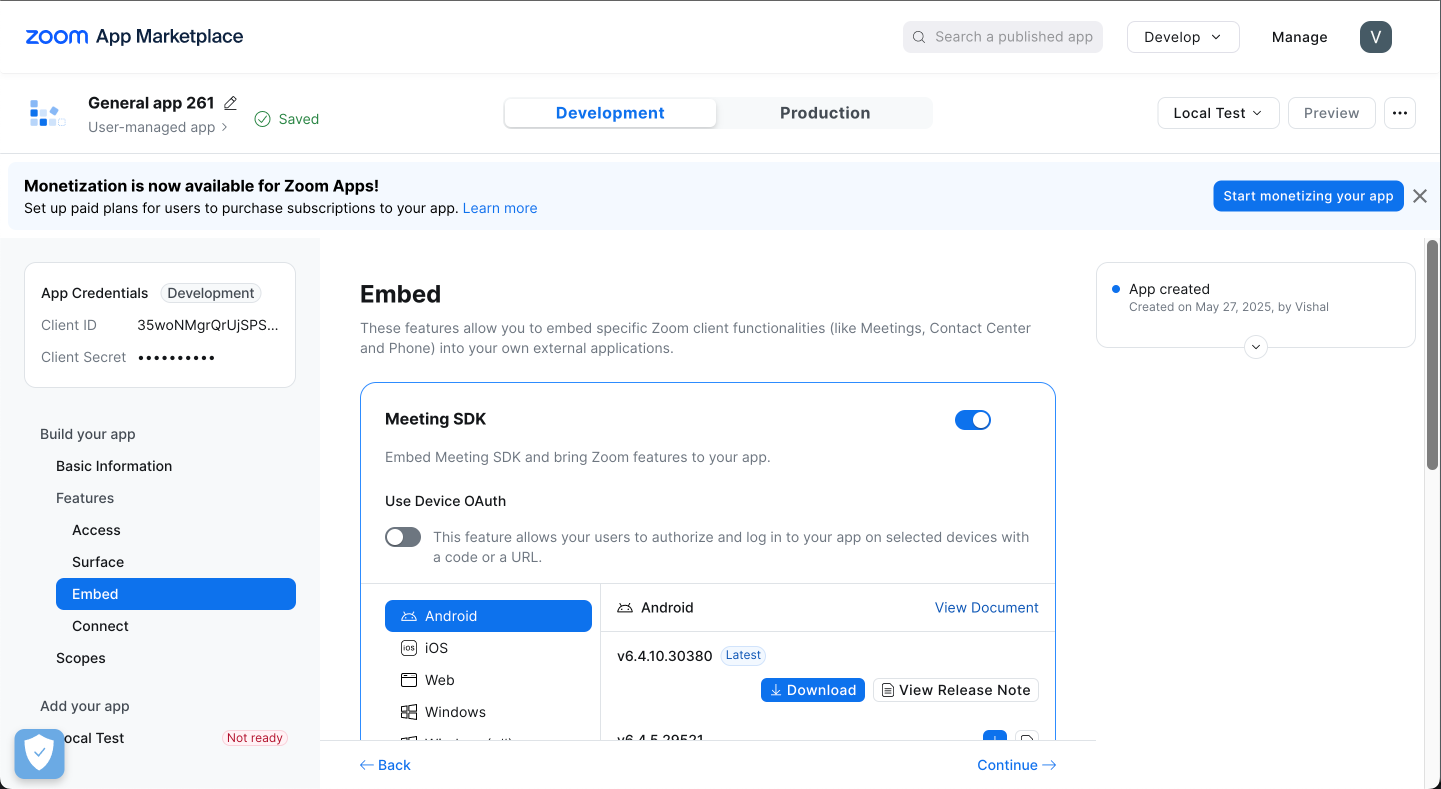 zoom App Marketplace
Search a published app
Develop
Manage
V
General app 261
User-managed app
Saved
Development
Production
Local Test
Preview
Monetization is now available for Zoom Apps!
Set up paid plans for users to purchase subscriptions to your app. Learn more
Start monetizing your app
App Credentials
Development
Client ID
35woNMgrQrUjSPS...
Client Secret
••••••••••
Build your app
Basic Information
Features
Access
Surface
Embed
Connect
Scopes
Add your app
ocal Test
Not ready
Embed
These features allow you to embed specific Zoom client functionalities (like Meetings, Contact Center
and Phone) into your own external applications.
Meeting SDK
Embed Meeting SDK and bring Zoom features to your app.
Use Device OAuth
This feature allows your users to authorize and log in to your app on selected devices with
a code or a URL.
Android
iOS
Web
Windows
Android
View Document
v6.4.10.30380
Latest
Download
View Release Note
v6.4.5.29521
Back
Continue
App created
Created on May 27, 2025, by Vishal